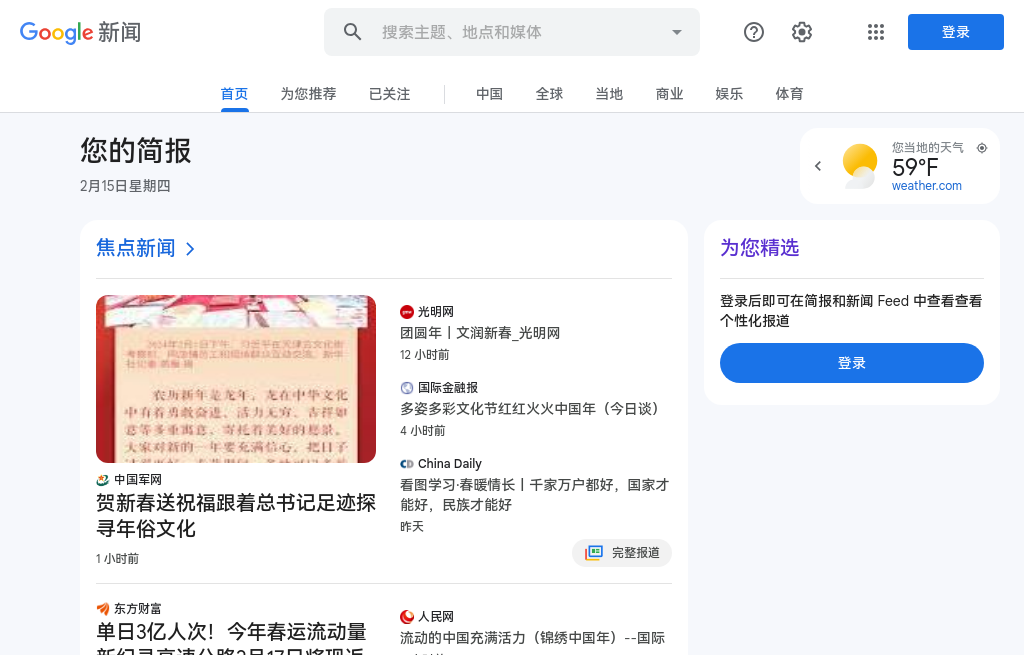 Google 新闻
搜索主题、地点和媒体
登录
首页
为您推荐
已关注
中国
全球
当地
商业
娱乐
体育
您的简报
2月15日星期四
您当地的天气
59°F
weather.com
焦点新闻
农历新年是龙年，龙在中华文化
中有着勇敢奋进、活力无穷、吉祥如
意等多重寓意，寄托着美好的愿景。
大家对新的一年要充满信心，把日子
中国军网
贺新春送祝福跟着总书记足迹探
寻年俗文化
1 小时前
光明网
团圆年丨文润新春_光明网
12 小时前
国际金融报
多姿多彩文化节红红火火中国年（今日谈）
4 小时前
China Daily
看图学习·春暖情长丨千家万户都好，国家才
能好，民族才能好
昨天
完整报道
东方财富
单日3亿人次！今年春运流动量
人民网
流动的中国充满活力（锦绣中国年）--国际
为您精选
登录后即可在简报和新闻 Feed 中查看查看
个性化报道
登录